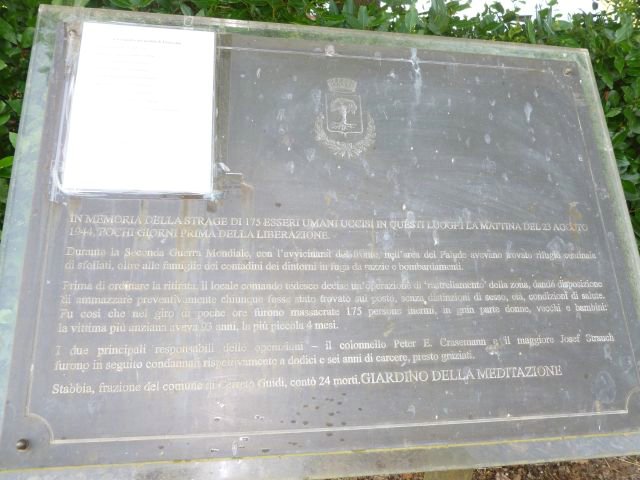 IN MEMORIA DELLA STRAGE DI 175 ESSERI UMANI UCCISI IN QUESTI LUOGHI LA MATTINA DEL 23 AGOSTO
1944, POCHI GIORNI PRIMA DELLA LIBERAZIONE.
Durante la Seconda Guerra Mondiale, con l'avvicinarsi del fronte, nell'area del Padule avevano trovato rifugio centinaia
di sfollati, oltre alle famiglie dei contadini dei dintorni in fuga da razzie e bombardamenti.
Prima di ordinare la ritirata, il locale comando tedesco decise un'operazione di 'rastrellamento' della zona, dando disposizione
di ammazzare preventivamente chiunque fosse stato trovato sul posto, senza distinzioni di sesso, età, condizioni di salute.
Fu così che nel giro di poche ore furono massacrate 175 persone inermi, in gran parte donne, vecchi e bambini:
la vittima più anziana aveva 93 anni, la più piccola 4 mesi.
I due principali responsabili delle operazioni – il colonnello Peter E. Crasemann e il maggiore Josef Strauch
furono in seguito condannati rispettivamente a dodici e sei anni di carcere, presto graziati.
Stabbia, frazione del comune di Cerreto Guidi, contò 24 morti. GIARDINO DELLA MEDITAZIONE